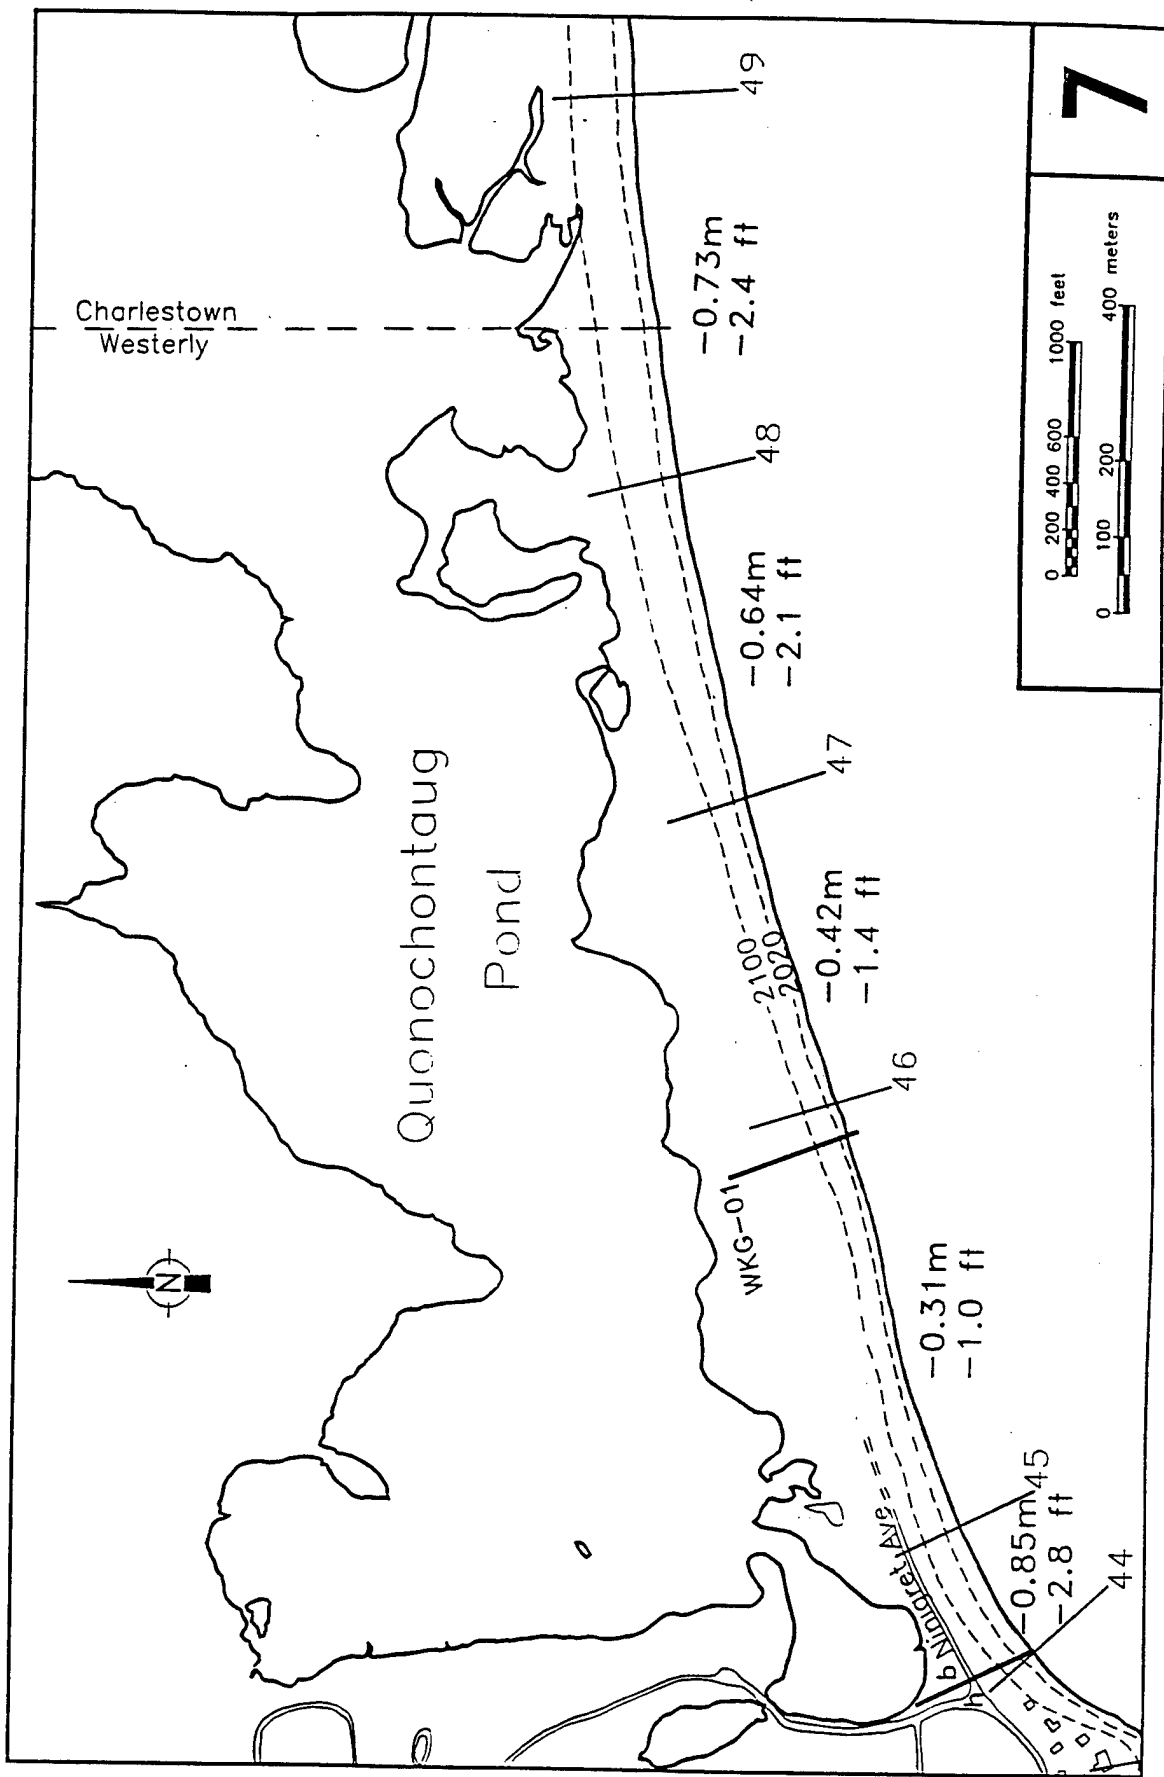 Charlestown
Westerly
Quonochontaug
Pond
N
WKG-01
2100
2020
b Ninigret Ave
h
44
-0.85m
-2.8 ft
45
-0.31m
-1.0 ft
46
-0.42m
-1.4 ft
47
-0.64m
-2.1 ft
48
-0.73m
-2.4 ft
49
0 200 400 600 1000 feet
0 100 200 400 meters
7